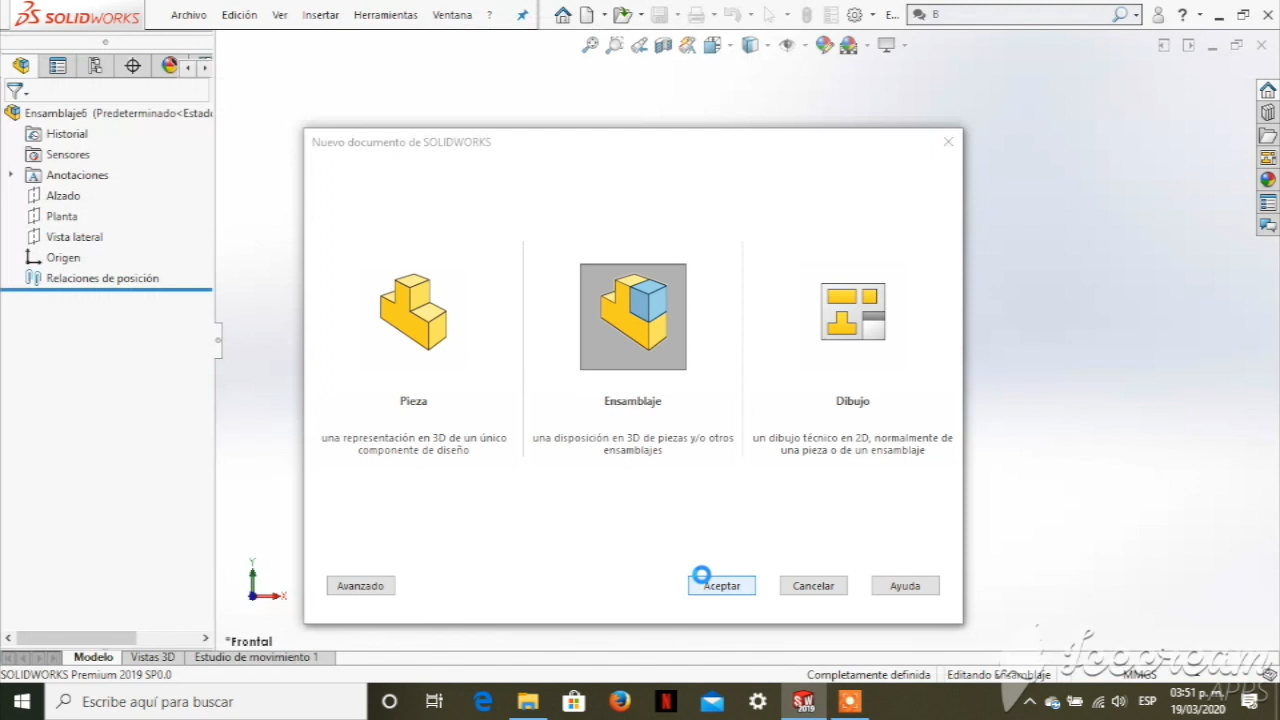 SOLIDWORKS
Archivo Edición Ver Insertar Herramientas Ventana ?
E...
B
?
Ensamblaje6 (Predeterminado<Estado
Historial
Sensores
Anotaciones
Alzado
Planta
Vista lateral
Origen
Relaciones de posición
Nuevo documento de SOLIDWORKS
Pieza
una representación en 3D de un único
componente de diseño
Ensamblaje
una disposición en 3D de piezas y/o otros
ensamblajes
Dibujo
un dibujo técnico en 2D, normalmente de
una pieza o de un ensamblaje
Avanzado
Aceptar
Cancelar
Ayuda
Y
X
*Frontal
Modelo Vistas 3D Estudio de movimiento 1
SOLIDWORKS Premium 2019 SP0.0
Completamente definida
Editando Ensamblaje
MMGS
APPS
Escribe aquí para buscar
ESP
03:51 p. m.
19/03/2020